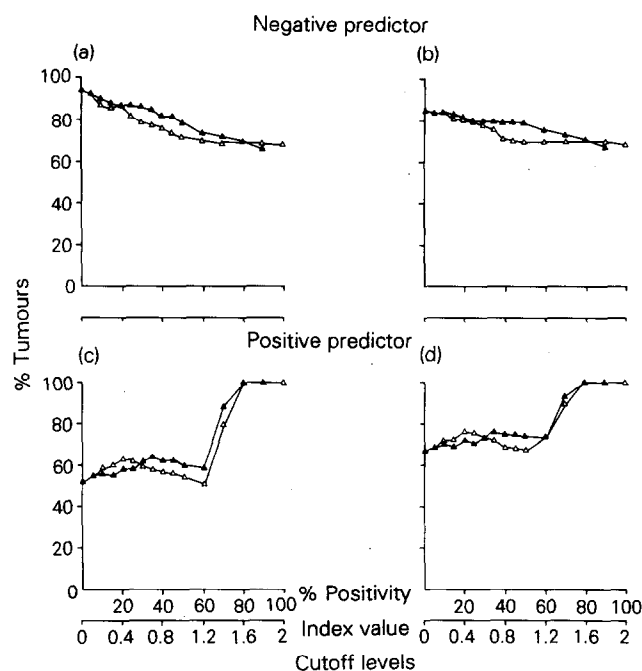 Negative predictor
(a)
(b)
100
80
60
40
20
0
% Tumours
Positive predictor
(c)
(d)
100
80
60
40
20
0
% Positivity
20 40 60 80 100
20 40 60 80 100
Index value
0 0.4 0.8 1.2 1.6 2
0 0.4 0.8 1.2 1.6 2
Cutoff levels